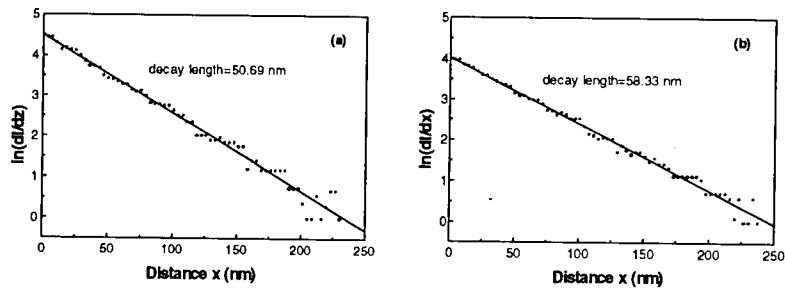 5
4
3
2
1
0
ln(dI/dz)
(a)
decay length=50.69 nm
0 50 100 150 200 250
Distance x (nm)
5
4
3
2
1
0
ln(dI/dx)
(b)
decay length=58.33 nm
0 50 100 150 200 250
Distance x (nm)